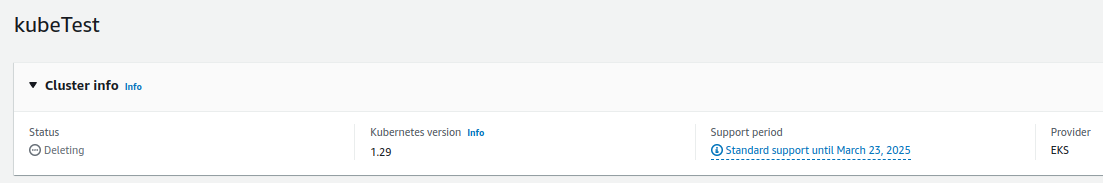 kubeTest
Cluster info Info
Status
Deleting
Kubernetes version Info
1.29
Support period
Standard support until March 23, 2025
Provider
EKS